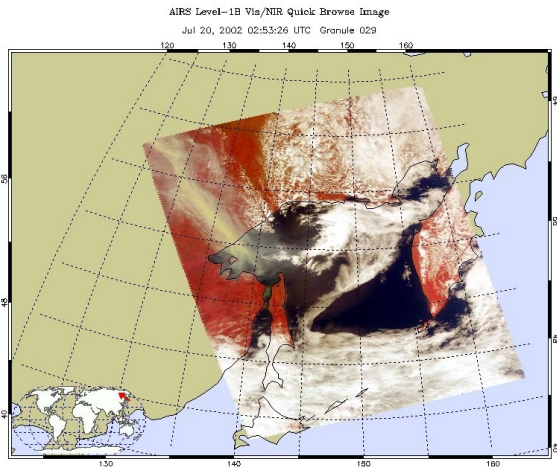 AIRS Level-1B Vis/NIR Quick Browse Image
Jul 20, 2002 02:53:26 UTC Granule 029
120 130 140 150 160
56
48
40
130 140 150 160